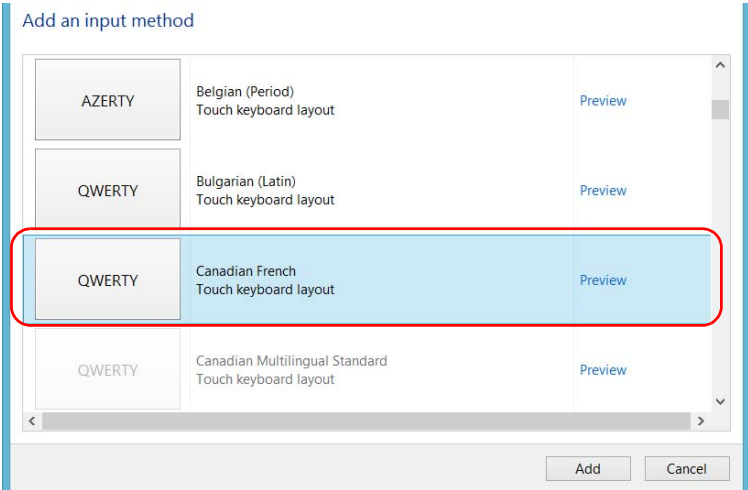 Add an input method
AZERTY
Belgian (Period)
Touch keyboard layout
Preview
QWERTY
Bulgarian (Latin)
Touch keyboard layout
Preview
QWERTY
Canadian French
Touch keyboard layout
Preview
QWERTY
Canadian Multilingual Standard
Touch keyboard layout
Preview
Add
Cancel